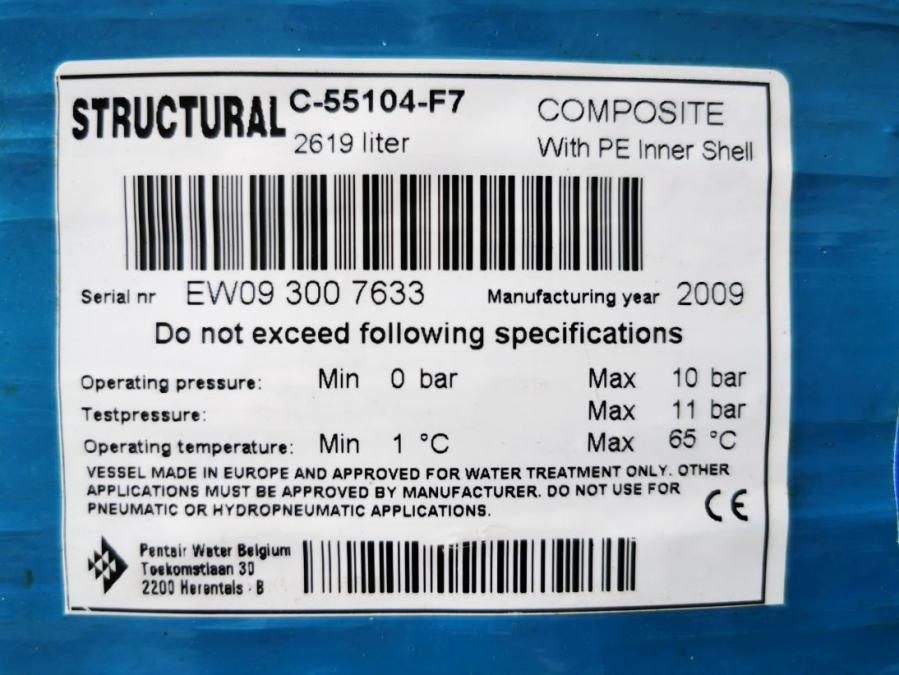 STRUCTURAL C-55104-F7 COMPOSITE
2619 liter With PE Inner Shell
Serial nr EW09 300 7633 Manufacturing year 2009
Do not exceed following specifications
Operating pressure: Min 0 bar Max 10 bar
Testpressure: Max 11 bar
Operating temperature: Min 1 °C Max 65 °C
VESSEL MADE IN EUROPE AND APPROVED FOR WATER TREATMENT ONLY. OTHER
APPLICATIONS MUST BE APPROVED BY MANUFACTURER. DO NOT USE FOR
PNEUMATIC OR HYDROPNEUMATIC APPLICATIONS.
CE
Pentair Water Belgium
Toekomstlaan 30
2200 Herentals - B